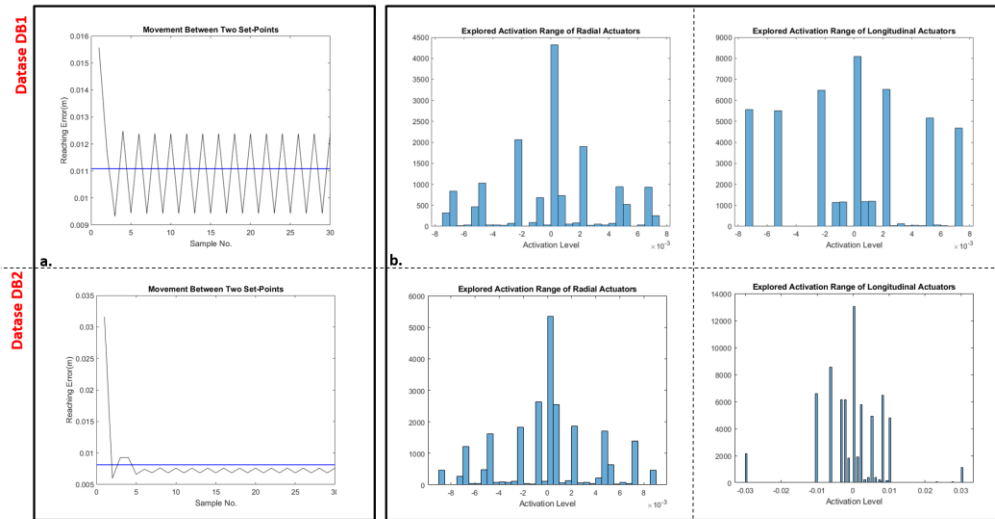 Datase DB1
Movement Between Two Set-Points
0.016
0.015
0.014
0.013
0.012
0.011
0.01
0.009
Reaching Error(m)
0 5 10 15 20 25 30
Sample No.
a.
Explored Activation Range of Radial Actuators
4500
4000
3500
3000
2500
2000
1500
1000
500
0
-8 -6 -4 -2 0 2 4 6 8
Activation Level
×10⁻³
b.
Explored Activation Range of Longitudinal Actuators
9000
8000
7000
6000
5000
4000
3000
2000
1000
0
-8 -6 -4 -2 0 2 4 6 8
Activation Level
×10⁻³
Datase DB2
Movement Between Two Set-Points
0.035
0.03
0.025
0.02
0.015
0.01
0.005
Reaching Error(m)
0 5 10 15 20 25 30
Sample No.
Explored Activation Range of Radial Actuators
6000
5000
4000
3000
2000
1000
0
-8 -6 -4 -2 0 2 4 6 8
Activation Level
×10⁻³
Explored Activation Range of Longitudinal Actuators
14000
12000
10000
8000
6000
4000
2000
0
-0.03 -0.01 0 0.01 0.03
Activation Level